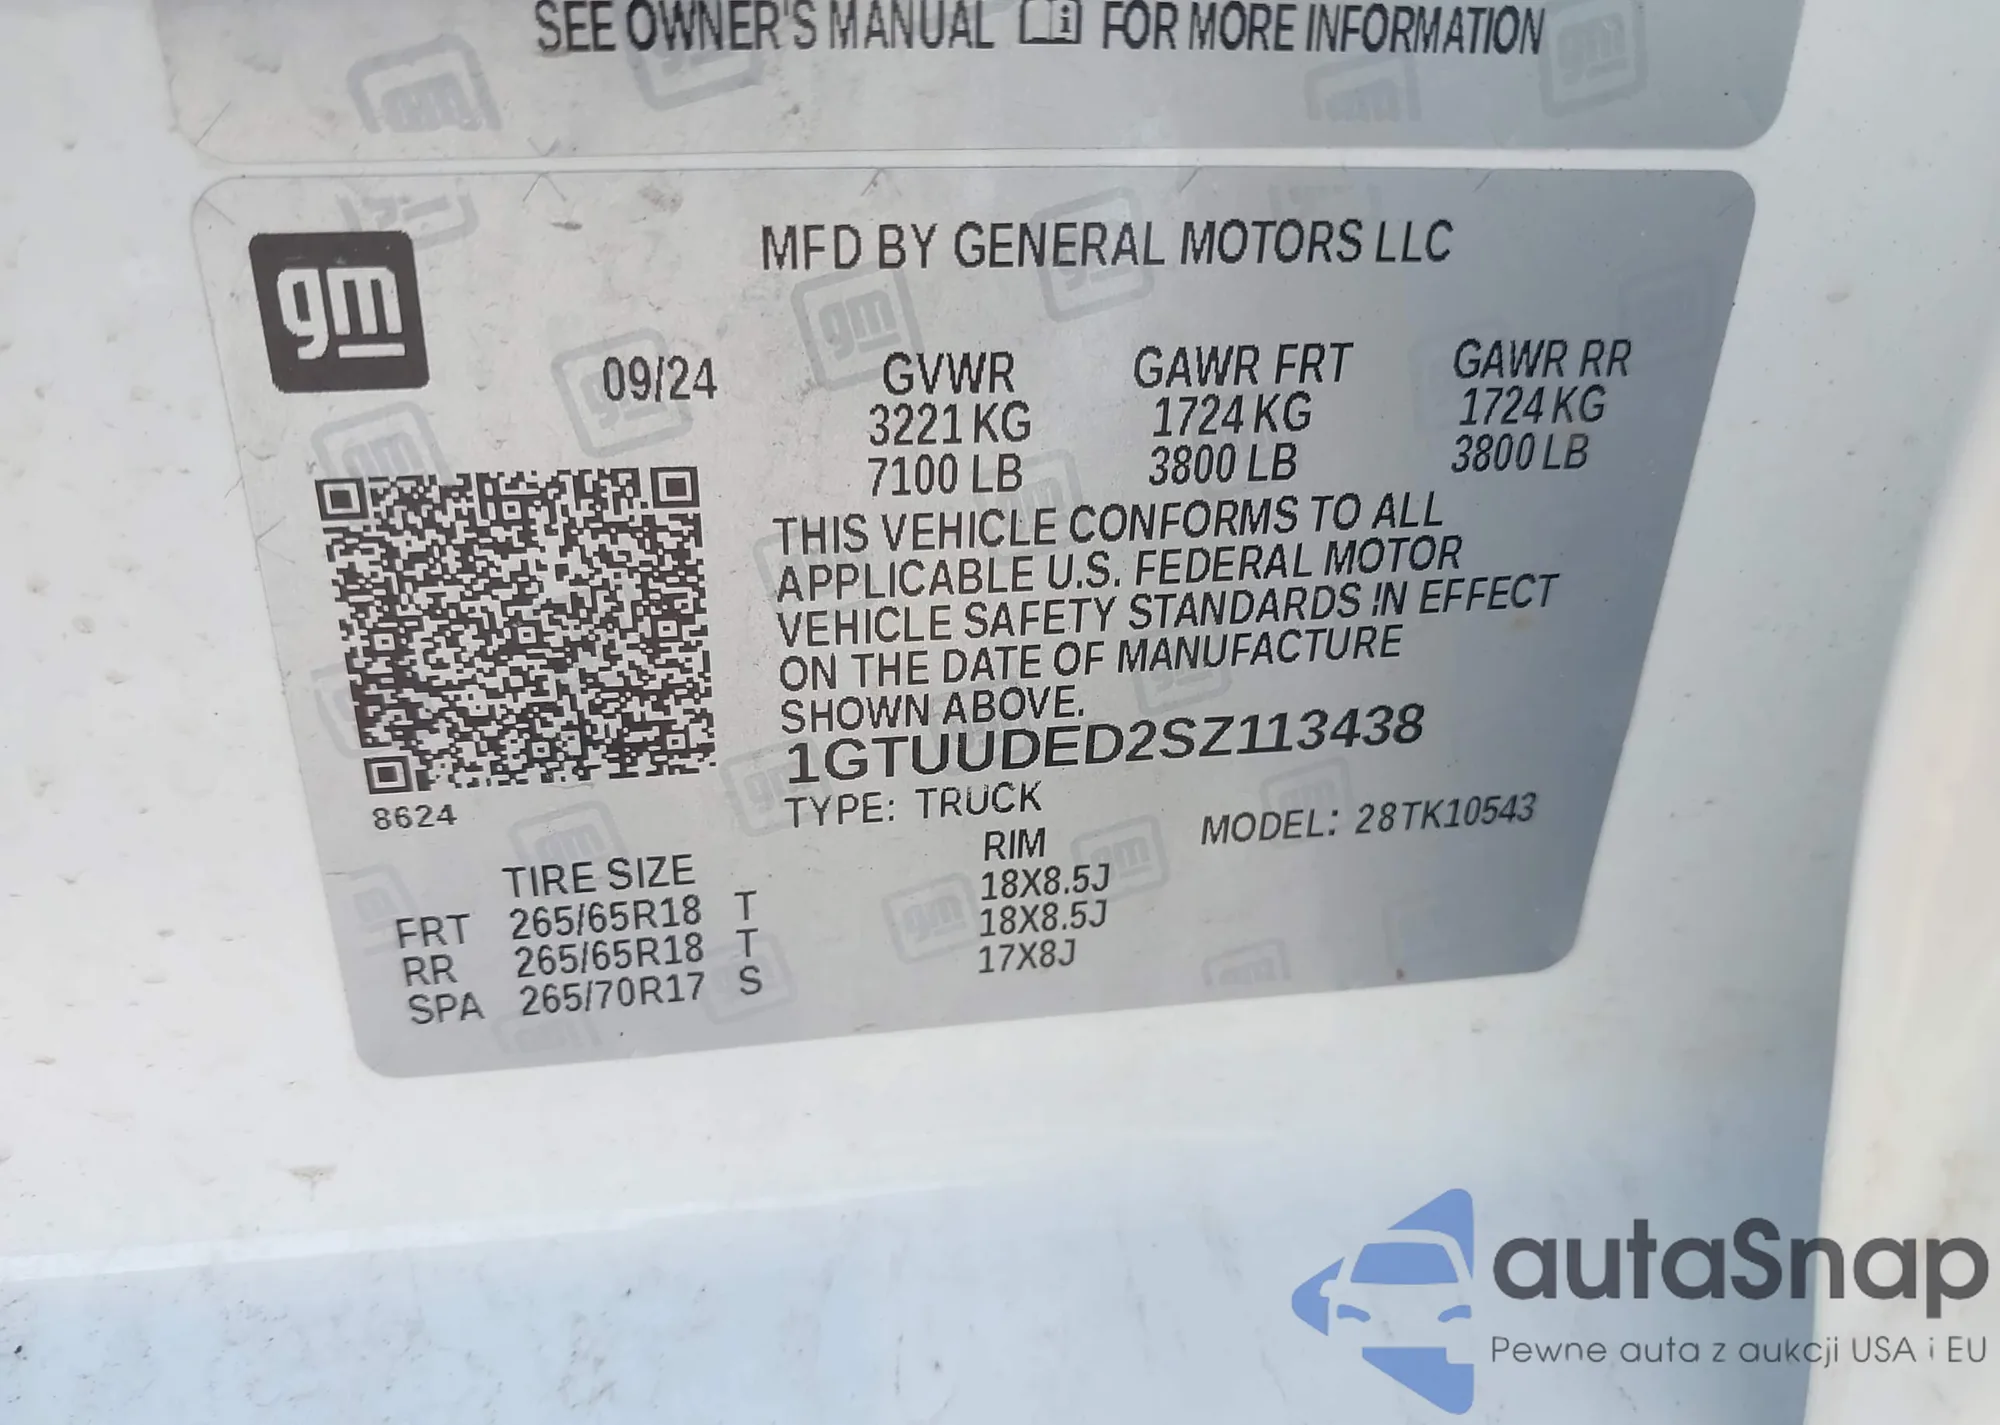 SEE OWNER'S MANUAL i FOR MORE INFORMATION
gm
MFD BY GENERAL MOTORS LLC
09/24 GVWR GAWR FRT GAWR RR
3221 KG 1724 KG 1724 KG
7100 LB 3800 LB 3800 LB
THIS VEHICLE CONFORMS TO ALL
APPLICABLE U.S. FEDERAL MOTOR
VEHICLE SAFETY STANDARDS IN EFFECT
ON THE DATE OF MANUFACTURE
SHOWN ABOVE.
1GTUUDED2SZ113438
8624
TYPE: TRUCK MODEL: 28TK10543
TIRE SIZE RIM
FRT 265/65R18 T 18X8.5J
RR 265/65R18 T 18X8.5J
SPA 265/70R17 S 17X8J
autaSnap
Pewne auta z aukcji USA i EU